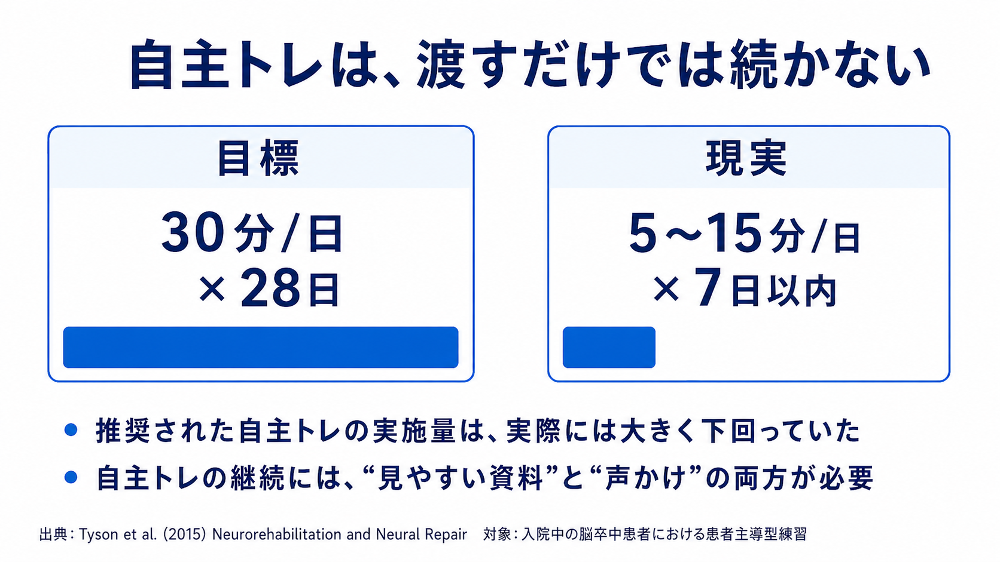 自主トレは、渡すだけでは続かない
目標
30分/日
×28日
現実
5〜15分/日
×7日以内
● 推奨された自主トレの実施量は、実際には大きく下回っていた
● 自主トレの継続には、“見やすい資料”と“声かけ”の両方が必要
出典：Tyson et al. (2015) Neurorehabilitation and Neural Repair　対象：入院中の脳卒中患者における患者主導型練習